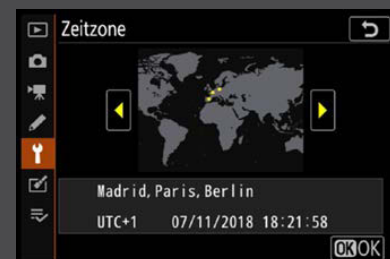 Zeitzone
Madrid, Paris, Berlin
UTC+1 07/11/2018 18:21:58
OK OK